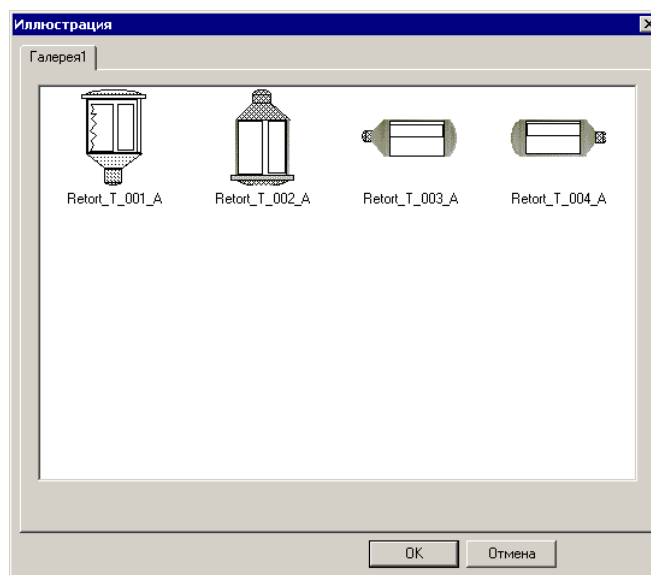 Иллюстрация
Галерея1
Retort_T_001_A Retort_T_002_A Retort_T_003_A Retort_T_004_A
OK Отмена